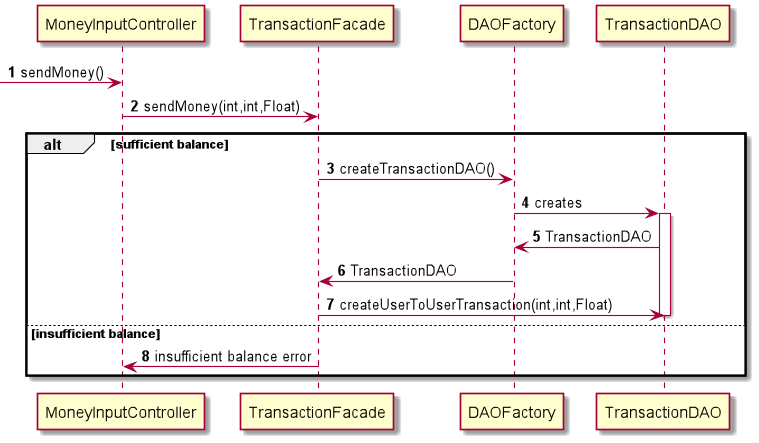 MoneyInputController TransactionFacade DAOFactory TransactionDAO
1 sendMoney()
2 sendMoney(int,int,Float)
alt [sufficient balance]
3 createTransactionDAO()
4 creates
5 TransactionDAO
6 TransactionDAO
7 createUserToUserTransaction(int,int,Float)
[insufficient balance]
8 insufficient balance error
MoneyInputController TransactionFacade DAOFactory TransactionDAO